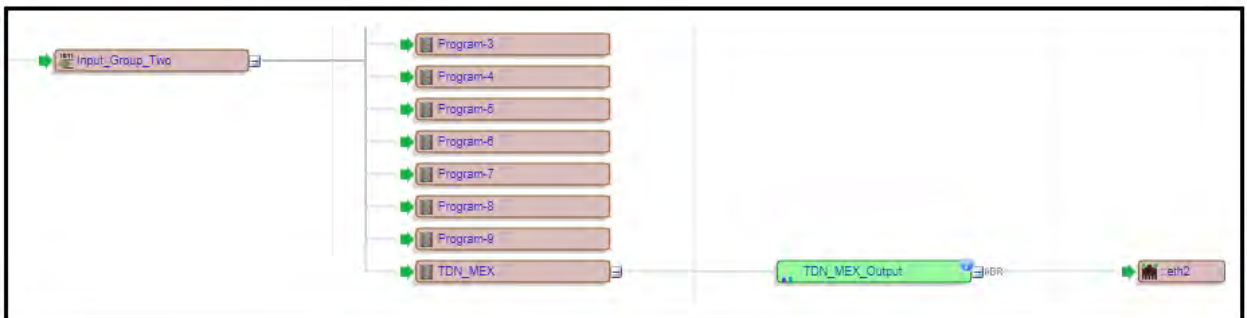 Input_Group_Two
Program-3
Program-4
Program-5
Program-6
Program-7
Program-8
Program-9
TDN_MEX
TDN_MEX_Output
::eth2